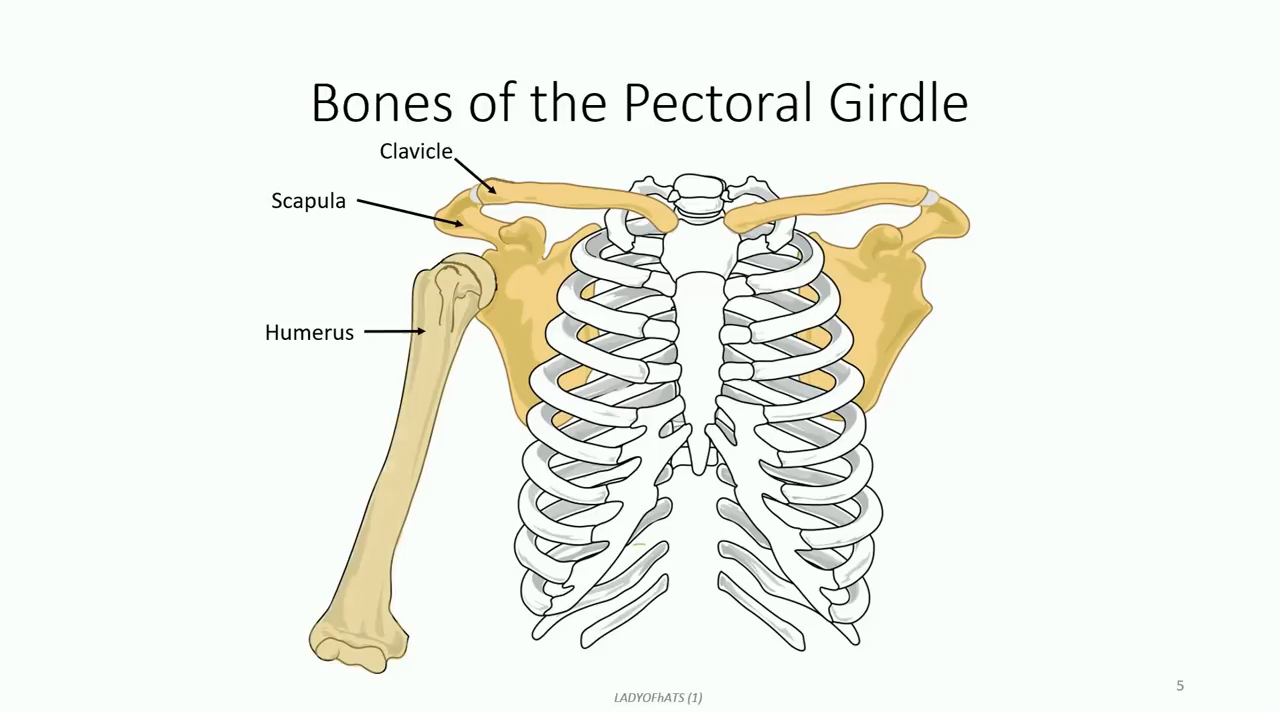 Bones of the Pectoral Girdle
Clavicle
Scapula
Humerus
LADYOFhATS (1)
5